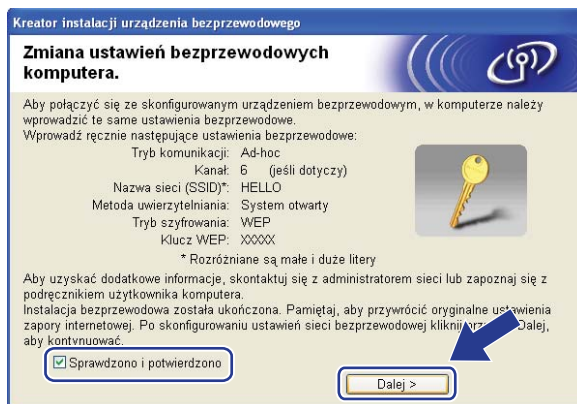 Kreator instalacji urządzenia bezprzewodowego
Zmiana ustawień bezprzewodowych
komputera.
Aby połączyć się ze skonfigurowanym urządzeniem bezprzewodowym, w komputerze należy
wprowadzić te same ustawienia bezprzewodowe.
Wprowadź ręcznie następujące ustawienia bezprzewodowe:
Tryb komunikacji: Ad-hoc
Kanał: 6 (jeśli dotyczy)
Nazwa sieci (SSID)*: HELLO
Metoda uwierzytelniania: System otwarty
Tryb szyfrowania: WEP
Klucz WEP: XXXXX
* Rozróżniane są małe i duże litery
Aby uzyskać dodatkowe informacje, skontaktuj się z administratorem sieci lub zapoznaj się z
podręcznikiem użytkownika komputera.
Instalacja bezprzewodowa została ukończona. Pamiętaj, aby przywrócić oryginalne ustawienia
zapory internetowej. Po skonfigurowaniu ustawień sieci bezprzewodowej kliknij Dalej,
aby kontynuować.
Sprawdzono i potwierdzono
Dalej >